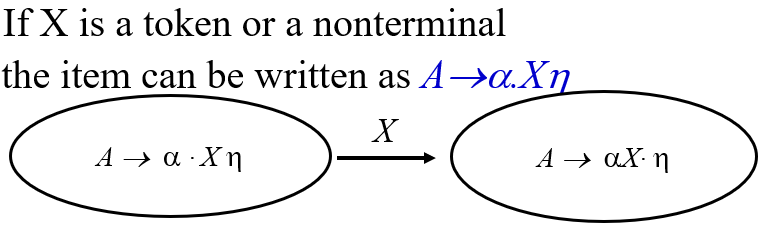 If X is a token or a nonterminal
the item can be written as A→α.Xη
X
A → α · X η
A → αX· η